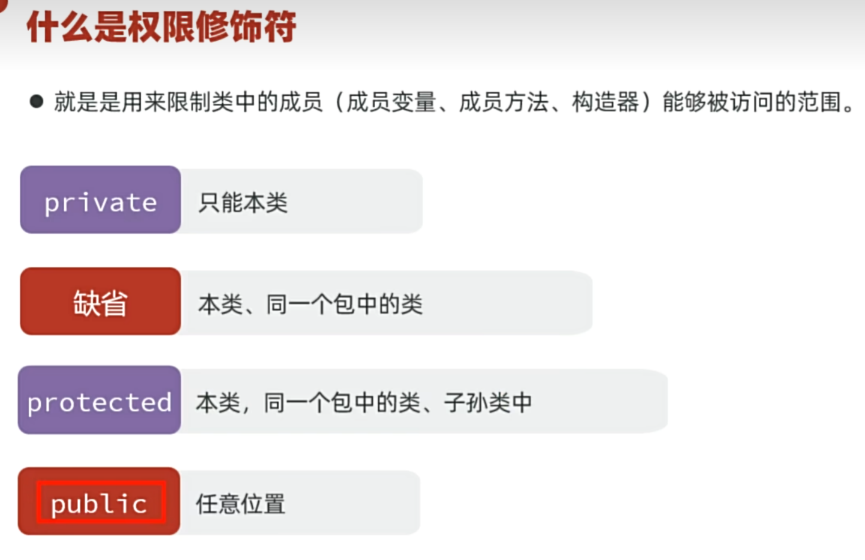 什么是权限修饰符
● 就是是用来限制类中的成员（成员变量、成员方法、构造器）能够被访问的范围。
private 只能本类
缺省 本类、同一个包中的类
protected 本类，同一个包中的类、子孙类中
public 任意位置